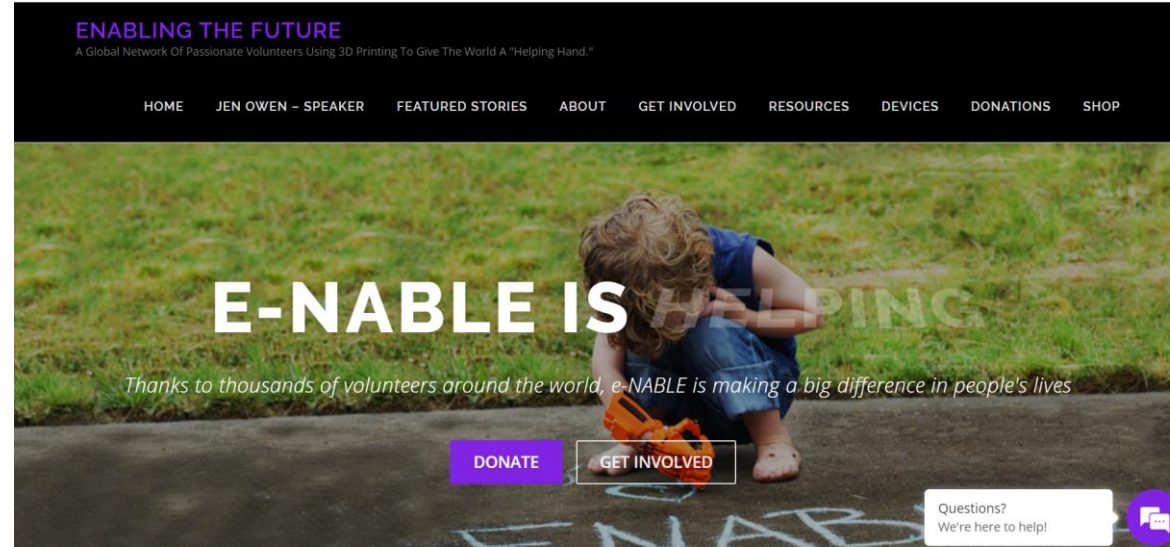 ENABLING THE FUTURE
A Global Network Of Passionate Volunteers Using 3D Printing To Give The World A "Helping Hand."
HOME JEN OWEN – SPEAKER FEATURED STORIES ABOUT GET INVOLVED RESOURCES DEVICES DONATIONS SHOP
E-NABLE IS HELPING
Thanks to thousands of volunteers around the world, e-NABLE is making a big difference in people's lives
DONATE GET INVOLVED
Questions?
We're here to help!
ENAB